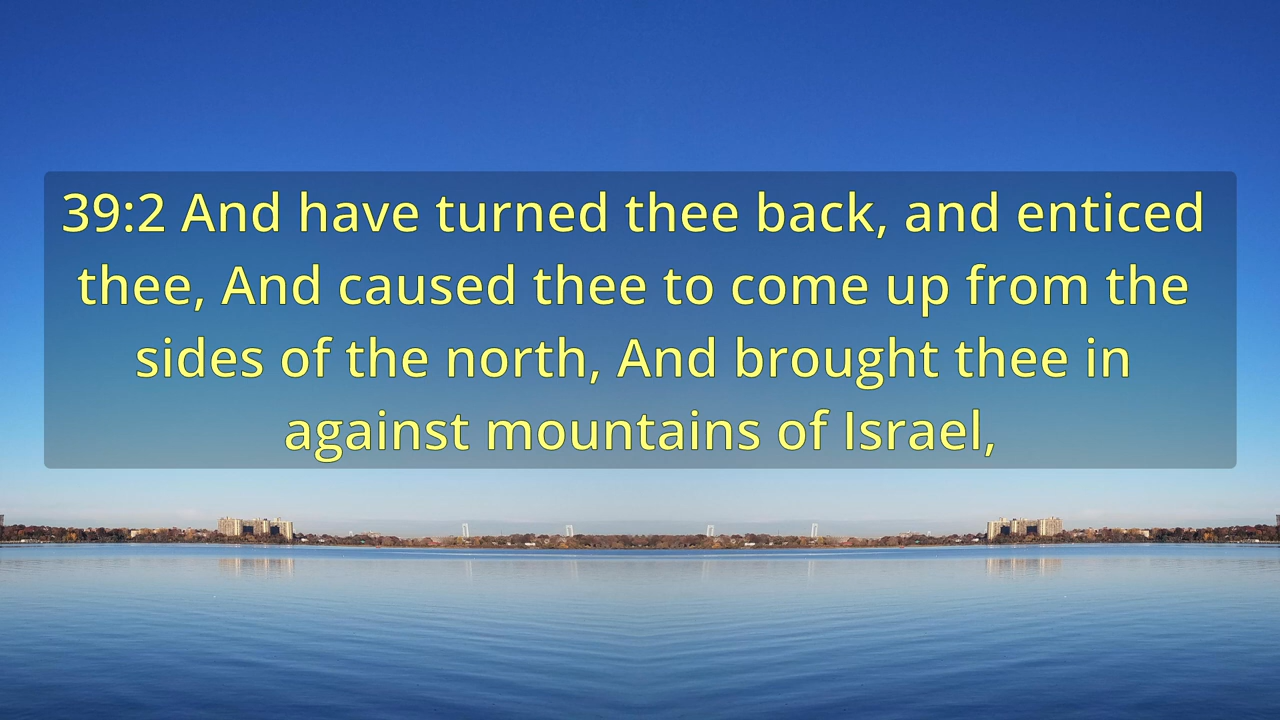 39:2 And have turned thee back, and enticed
thee, And caused thee to come up from the
sides of the north, And brought thee in
against mountains of Israel,